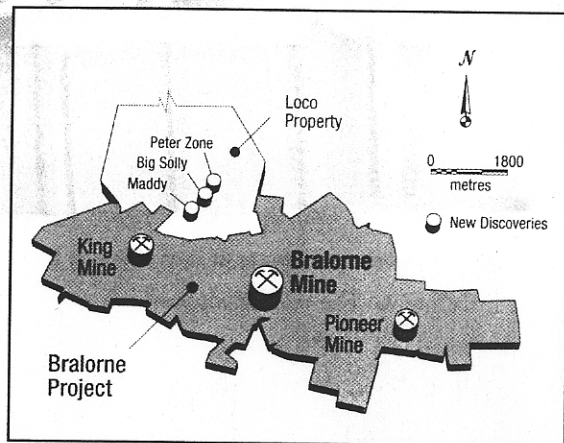 N
Loco
Property
Peter Zone
Big Solly
Maddy
0 1800
metres
New Discoveries
King
Mine
Bralorne
Mine
Pioneer
Mine
Bralorne
Project